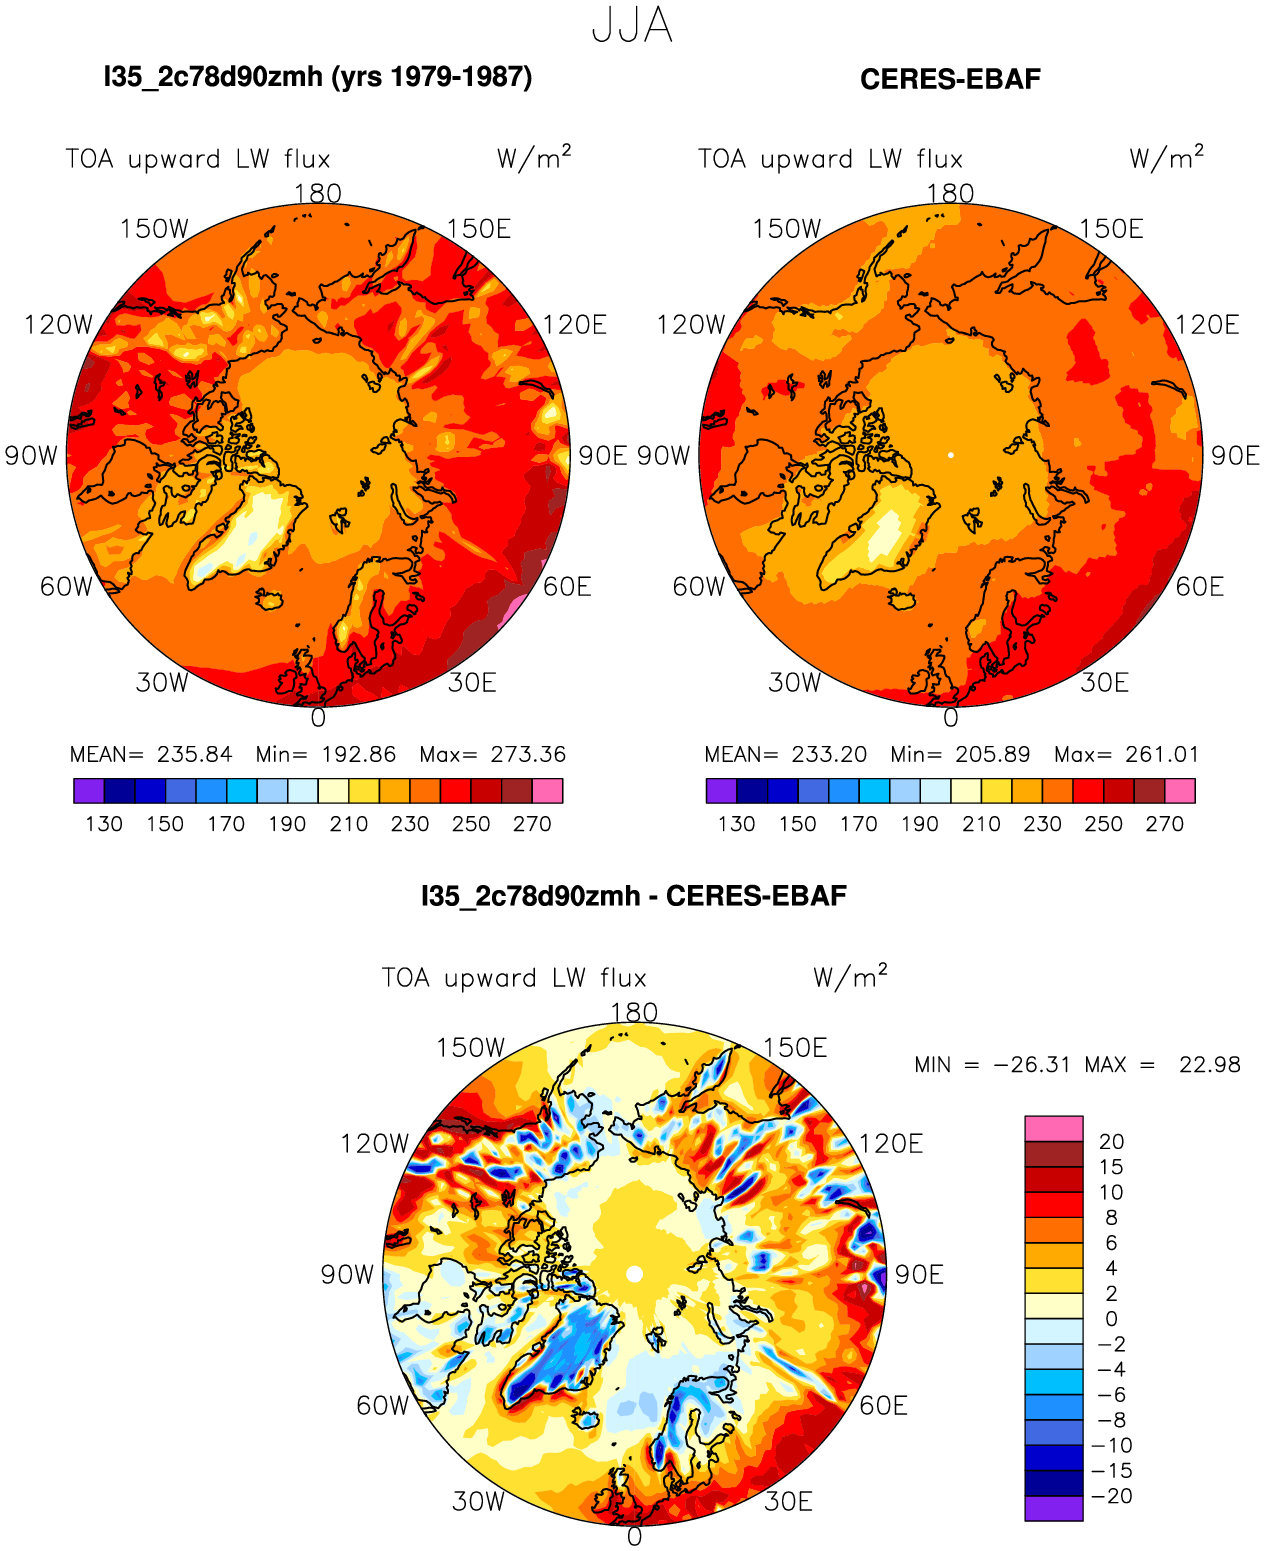 JJA
I35_2c78d90zmh (yrs 1979-1987)
CERES-EBAF
TOA upward LW flux W/m²
TOA upward LW flux W/m²
180
150W 150E
120W 120E
90W 90E
60W 60E
30W 30E
0
180
150W 150E
120W 120E
90W 90E
60W 60E
30W 30E
0
MEAN= 235.84 Min= 192.86 Max= 273.36
130 150 170 190 210 230 250 270
MEAN= 233.20 Min= 205.89 Max= 261.01
130 150 170 190 210 230 250 270
I35_2c78d90zmh - CERES-EBAF
TOA upward LW flux W/m²
180
150W 150E
120W 120E
90W 90E
60W 60E
30W 30E
0
MIN = -26.31 MAX = 22.98
20
15
10
8
6
4
2
0
-2
-4
-6
-8
-10
-15
-20